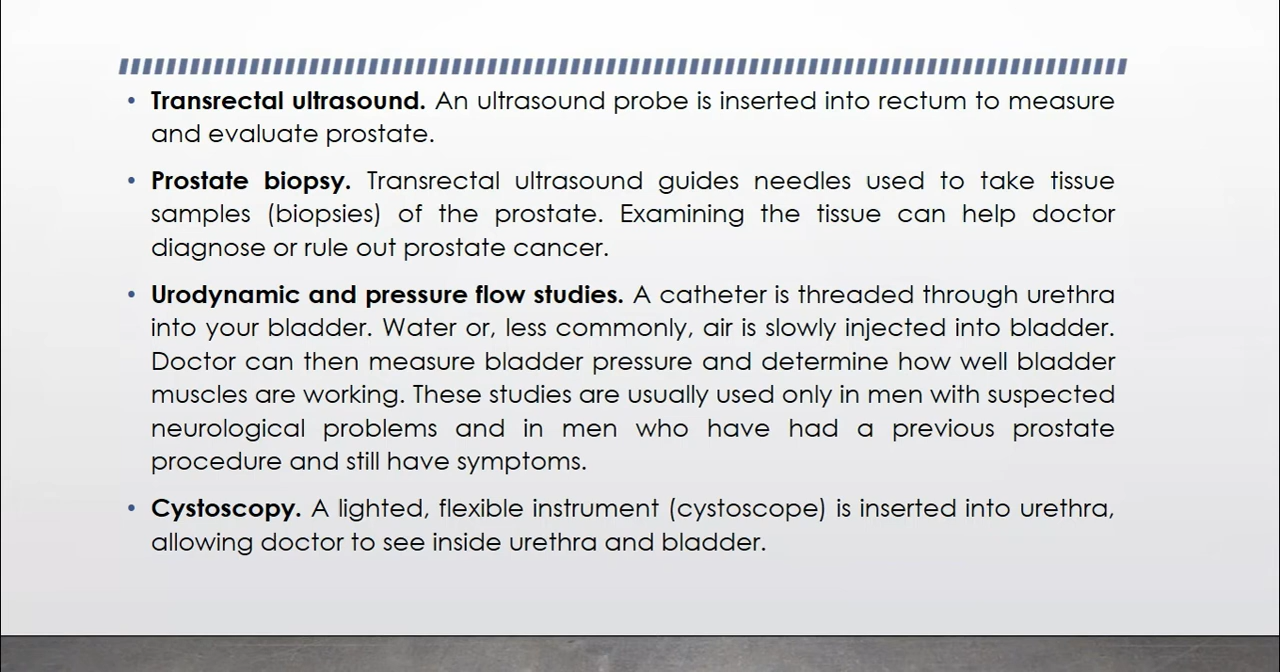 • Transrectal ultrasound. An ultrasound probe is inserted into rectum to measure
and evaluate prostate.
• Prostate biopsy. Transrectal ultrasound guides needles used to take tissue
samples (biopsies) of the prostate. Examining the tissue can help doctor
diagnose or rule out prostate cancer.
• Urodynamic and pressure flow studies. A catheter is threaded through urethra
into your bladder. Water or, less commonly, air is slowly injected into bladder.
Doctor can then measure bladder pressure and determine how well bladder
muscles are working. These studies are usually used only in men with suspected
neurological problems and in men who have had a previous prostate
procedure and still have symptoms.
• Cystoscopy. A lighted, flexible instrument (cystoscope) is inserted into urethra,
allowing doctor to see inside urethra and bladder.